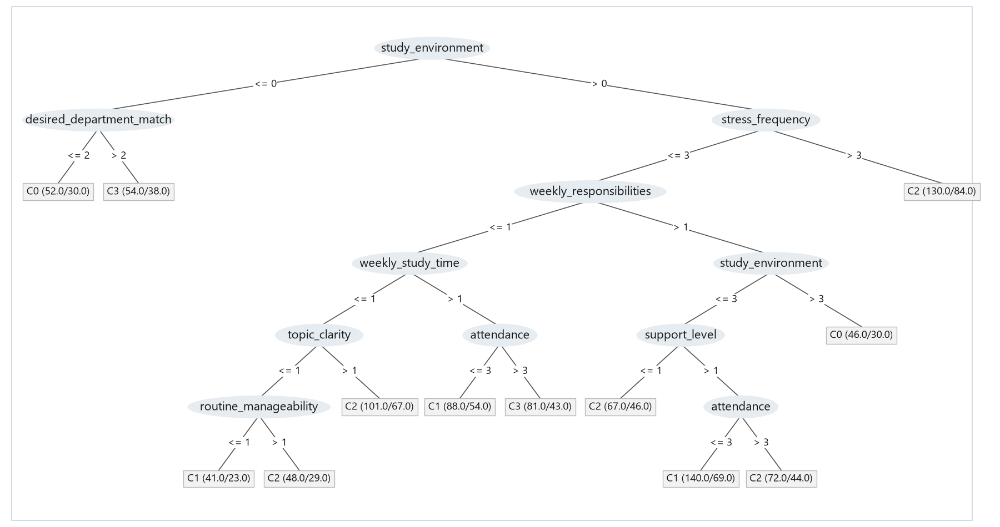 study_environment
<= 0
> 0
desired_department_match
stress_frequency
<= 2
> 2
<= 3
> 3
C0 (52.0/30.0)
C3 (54.0/38.0)
weekly_responsibilities
C2 (130.0/84.0)
<= 1
> 1
weekly_study_time
study_environment
<= 1
> 1
<= 3
> 3
topic_clarity
attendance
support_level
C0 (46.0/30.0)
<= 1
> 1
<= 3
> 3
<= 1
> 1
routine_manageability
C2 (101.0/67.0)
C1 (88.0/54.0)
C3 (81.0/43.0)
C2 (67.0/46.0)
attendance
<= 1
> 1
<= 3
> 3
C1 (41.0/23.0)
C2 (48.0/29.0)
C1 (140.0/69.0)
C2 (72.0/44.0)